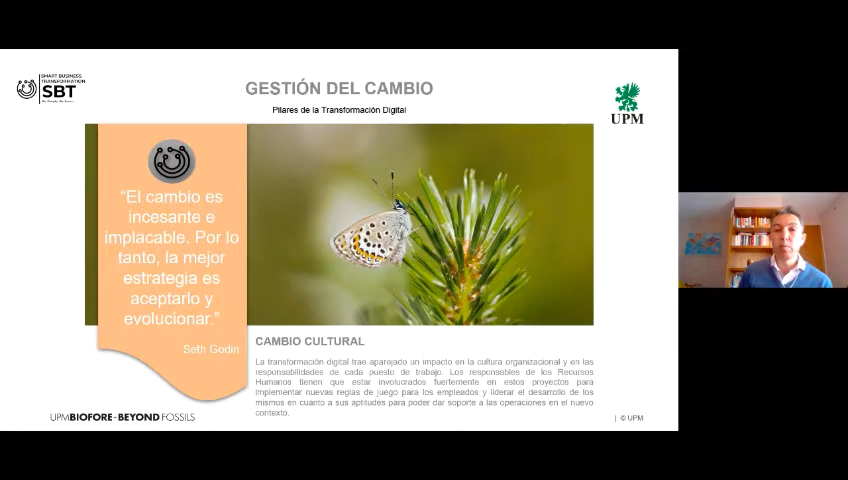 SMART BUSINESS
TRANSFORMATION
SBT
GESTIÓN DEL CAMBIO
Pilares de la Transformación Digital
UPM
“El cambio es
incesante e
implacable. Por lo
tanto, la mejor
estrategia es
aceptarlo y
evolucionar.”
Seth Godin
CAMBIO CULTURAL
La transformación digital trae aparejado un impacto en la cultura organizacional y en las
responsabilidades de cada puesto de trabajo. Los responsables de los Recursos
Humanos tienen que estar involucrados fuertemente en estos proyectos para
implementar nuevas reglas de juego para los empleados y liderar el desarrollo de los
mismos en cuanto a sus aptitudes para poder dar soporte a las operaciones en el nuevo
contexto.
UPM BIOFORE–BEYOND FOSSILS
| © UPM